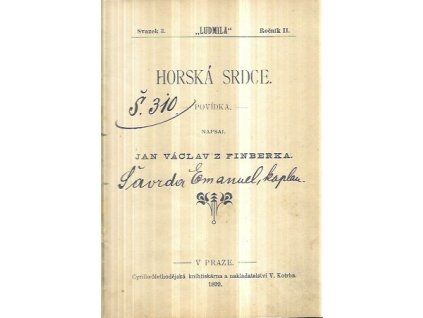 Svazek 3. "LUDMILA" Ročník II.
HORSKÁ SRDCE.
Š. 310.
POVÍDKA.
NAPSAL
JAN VÁCLAV Z FINBERKA.
Šavrda Emanuel, kaplan.
V PRAZE.
Cyrillo-Methodějská knihtiskárna a nakladatelství V. Kotrba.
1899.